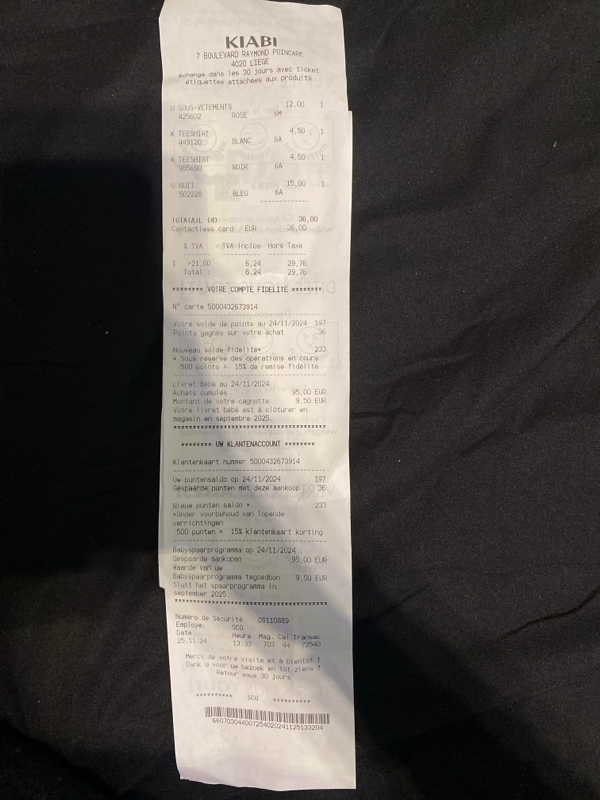 KIABI
7 BOULEVARD RAYMOND POINCARE
4020 LIEGE
échange dans les 30 jours avec ticket
étiquettes attachées aux produits
U SOUS-VETEMENTS 12,00 1
425602 ROSE 6M
K TEESHIRT 4,50 1
449120 BLANC 6A
K TEESHIRT 4,50 1
985690 NOIR 6A
U NUIT 15,00 1
502228 BLEU 6A
TOTA(A)L (4) 36,00
Contactless card EUR 36,00
% TVA TVA Inclus Hors Taxe
1 >21,00 6,24 29,76
Total : 6,24 29,76
******** VOTRE COMPTE FIDELITE ********
N° carte 5000432673914
Votre solde de points au 24/11/2024 197
Points gagnés sur votre achat 36
Nouveau solde fidelité* 233
* Sous réserve des opérations en cours
500 points = 15% de remise fidélité
Livret bébé au 24/11/2024 :
Achats cumulés 95,00 EUR
Montant de votre cagnotte 9,50 EUR
Votre livret bébé est à clôturer en
magasin en septembre 2025.
****************************************
******** UW KLANTENACCOUNT ********
Klantenkaart nummer 5000432673914
Uw puntensaldo op 24/11/2024 197
Gespaarde punten met deze aankoop 36
Nieuw punten saldo * 233
*Onder voorbehoud van lopende
verrichtingen
500 punten = 15% klantenkaart korting
Babyspaarprogramma op 24/11/2024 :
Gespaarde aankopen 95,00 EUR
Waarde van uw
Babyspaarprogramma tegoedbon 9,50 EUR
Sluit het spaarprogramma in
september 2025.
****************************************
Numéro de Sécurité 08110889
Employé: SCO
Date Heure Mag. Cai Transac
25.11.24 13:33 703 44 72540
Merci de votre visite et à bientôt !
Dank u voor uw bezoek en tot ziens !
Retour sous 30 jours
********** SCO **********
660703044007254020241125133204